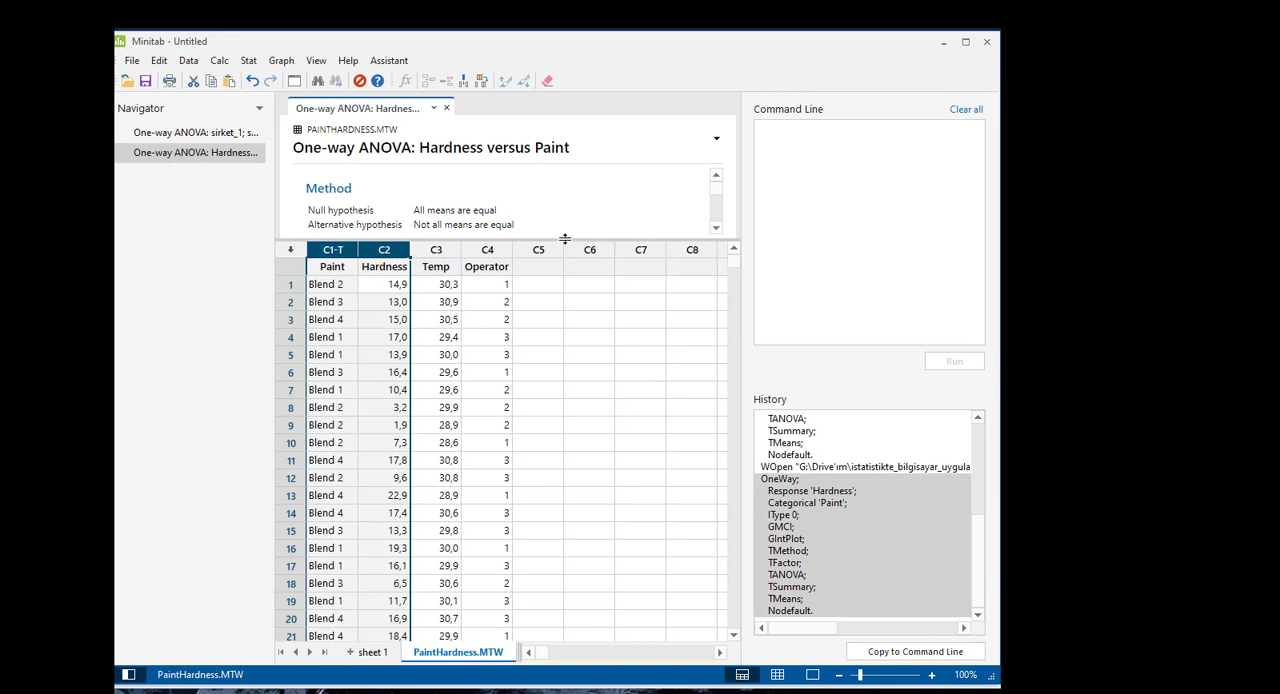 Minitab - Untitled
File Edit Data Calc Stat Graph View Help Assistant
Navigator
One-way ANOVA: sirket_1; s...
One-way ANOVA: Hardness...
One-way ANOVA: Hardnes...
PAINTHARDNESS.MTW
One-way ANOVA: Hardness versus Paint
Method
Null hypothesis All means are equal
Alternative hypothesis Not all means are equal
C1-T C2 C3 C4 C5 C6 C7 C8
Paint Hardness Temp Operator
1 Blend 2 14,9 30,3 1
2 Blend 3 13,0 30,9 2
3 Blend 4 15,0 30,5 2
4 Blend 1 17,0 29,4 3
5 Blend 1 13,9 30,0 3
6 Blend 3 16,4 29,6 1
7 Blend 1 10,4 29,6 2
8 Blend 2 3,2 29,9 2
9 Blend 2 1,9 28,9 2
10 Blend 2 7,3 28,6 1
11 Blend 4 17,8 30,8 3
12 Blend 2 9,6 30,8 3
13 Blend 4 22,9 28,9 1
14 Blend 4 17,4 30,6 3
15 Blend 3 13,3 29,8 3
16 Blend 1 19,3 30,0 1
17 Blend 1 16,1 29,9 3
18 Blend 3 6,5 30,6 2
19 Blend 1 11,7 30,1 3
20 Blend 4 16,9 30,7 3
21 Blend 4 18,4 29,9 1
sheet 1 PaintHardness.MTW
Command Line Clear all
Run
History
TANOVA;
TSummary;
TMeans;
Nodefault.
WOpen "G:\Drive'ım\istatistikte_bilgisayar_uygula
OneWay;
Response 'Hardness';
Categorical 'Paint';
IType 0;
GMCI;
GIntPlot;
TMethod;
TFactor;
TANOVA;
TSummary;
TMeans;
Nodefault.
Copy to Command Line
PaintHardness.MTW
100%